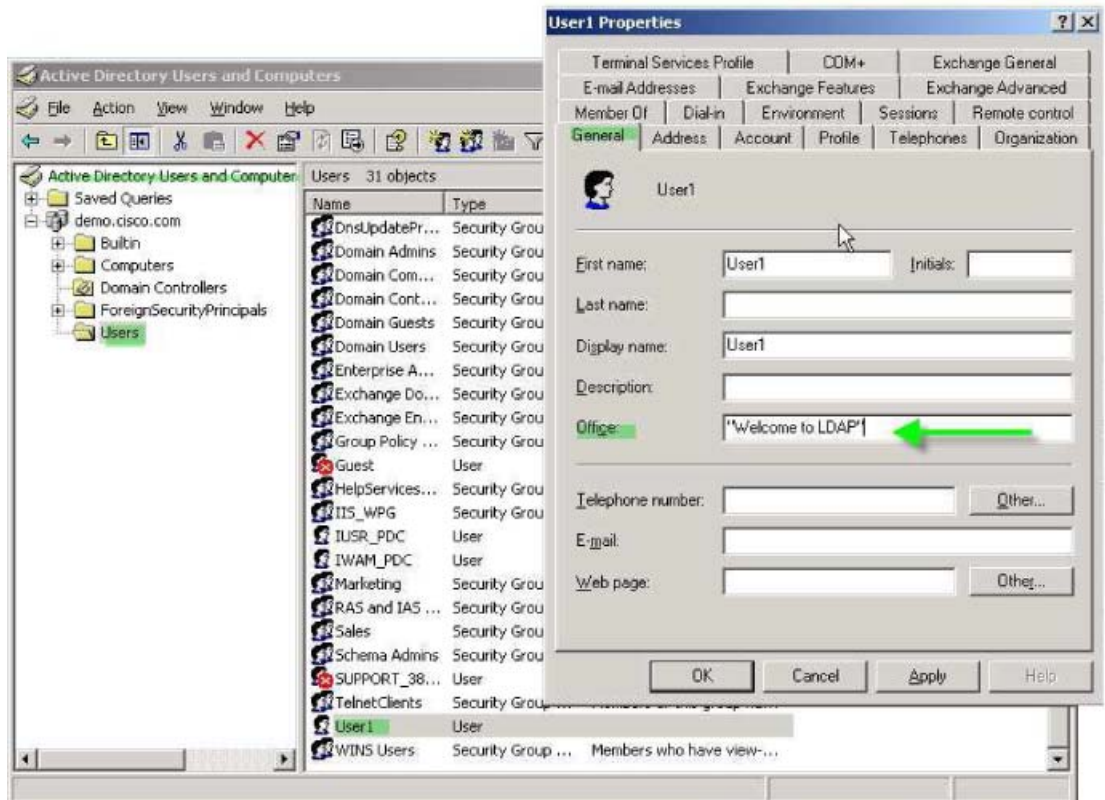 Active Directory Users and Computers
File Action View Window Help
Active Directory Users and Computer
Saved Queries
demo.cisco.com
Builtin
Computers
Domain Controllers
ForeignSecurityPrincipals
Users
Users 31 objects
Name Type
DnsUpdatePr... Security Grou
Domain Admins Security Grou
Domain Com... Security Grou
Domain Cont... Security Grou
Domain Guests Security Grou
Domain Users Security Grou
Enterprise A... Security Grou
Exchange Do... Security Grou
Exchange En... Security Grou
Group Policy ... Security Grou
Guest User
HelpServices... Security Grou
IIS_WPG Security Grou
IUSR_PDC User
IWAM_PDC User
Marketing Security Grou
RAS and IAS ... Security Grou
Sales Security Grou
Schema Admins Security Grou
SUPPORT_38... User
TelnetClients Security Group ... Members of this group ha...
User1 User
WINS Users Security Group ... Members who have view-...
User1 Properties
Terminal Services Profile COM+ Exchange General
E-mail Addresses Exchange Features Exchange Advanced
Member Of Dial-in Environment Sessions Remote control
General Address Account Profile Telephones Organization
User1
First name: User1 Initials:
Last name:
Display name: User1
Description:
Office: "Welcome to LDAP"
Telephone number: Other...
E-mail:
Web page: Other...
OK Cancel Apply Help